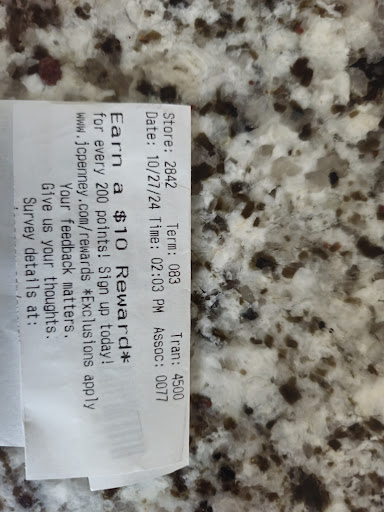 Store: 2842 Term: 083 Tran: 4500
Date: 10/27/24 Time: 02:03 PM Assoc: 0077
Earn a $10 Reward*
for every 200 points! Sign up today!
www.jcpenney.com/rewards *Exclusions apply
Your feedback matters.
Give us your thoughts.
Survey details at: